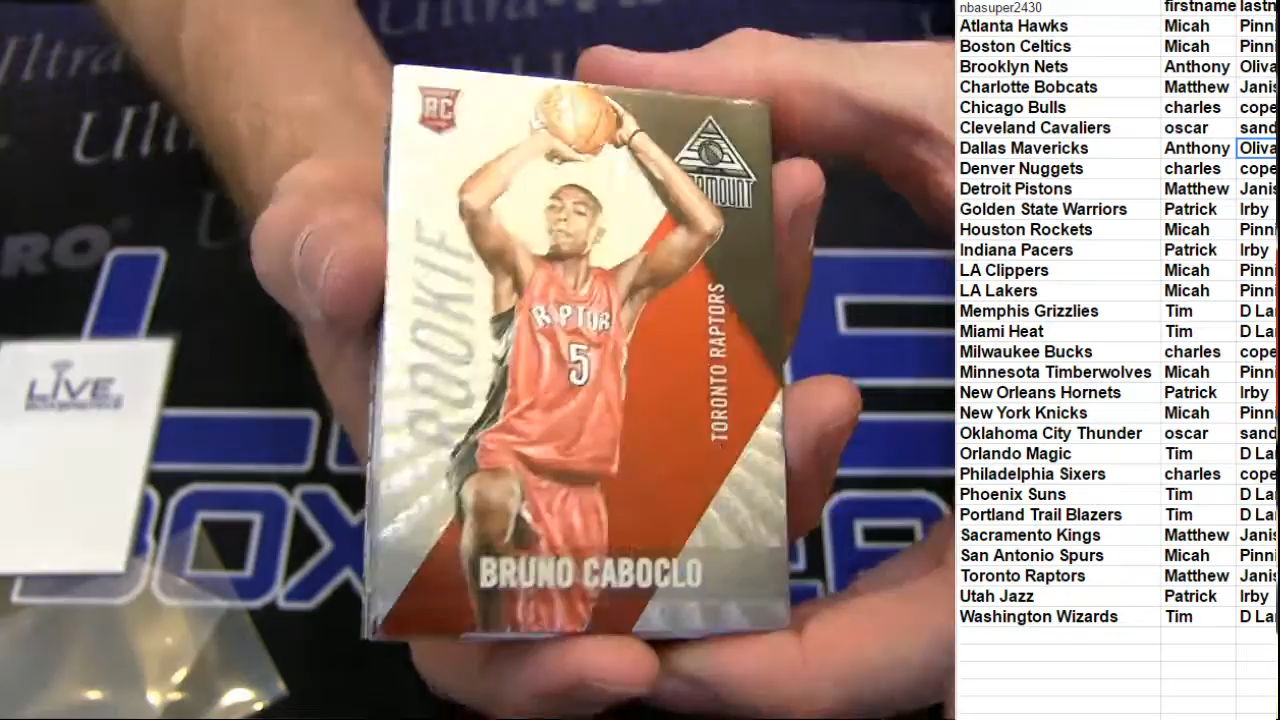 RC
ROOKIE
RAPTOR
5
TORONTO RAPTORS
BRUNO CABOCLO
LIVE
Ultra
nbasuper2430 firstname
Atlanta Hawks Micah
Boston Celtics Micah
Brooklyn Nets Anthony
Charlotte Bobcats Matthew
Chicago Bulls charles
Cleveland Cavaliers oscar
Dallas Mavericks Anthony
Denver Nuggets charles
Detroit Pistons Matthew
Golden State Warriors Patrick Irby
Houston Rockets Micah
Indiana Pacers Patrick Irby
LA Clippers Micah
LA Lakers Micah
Memphis Grizzlies Tim
Miami Heat Tim
Milwaukee Bucks charles
Minnesota Timberwolves Micah
New Orleans Hornets Patrick Irby
New York Knicks Micah
Oklahoma City Thunder oscar
Orlando Magic Tim
Philadelphia Sixers charles
Phoenix Suns Tim
Portland Trail Blazers Tim
Sacramento Kings Matthew
San Antonio Spurs Micah
Toronto Raptors Matthew
Utah Jazz Patrick Irby
Washington Wizards Tim